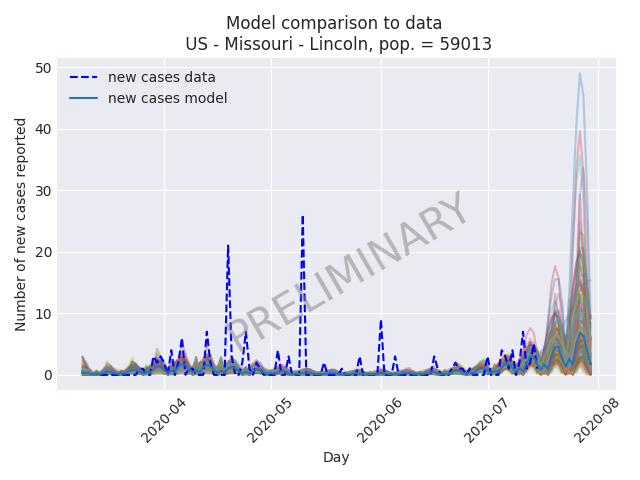 Model comparison to data
US - Missouri - Lincoln, pop. = 59013
new cases data
new cases model
PRELIMINARY
Number of new cases reported
50
40
30
20
10
0
2020-04
2020-05
2020-06
2020-07
2020-08
Day